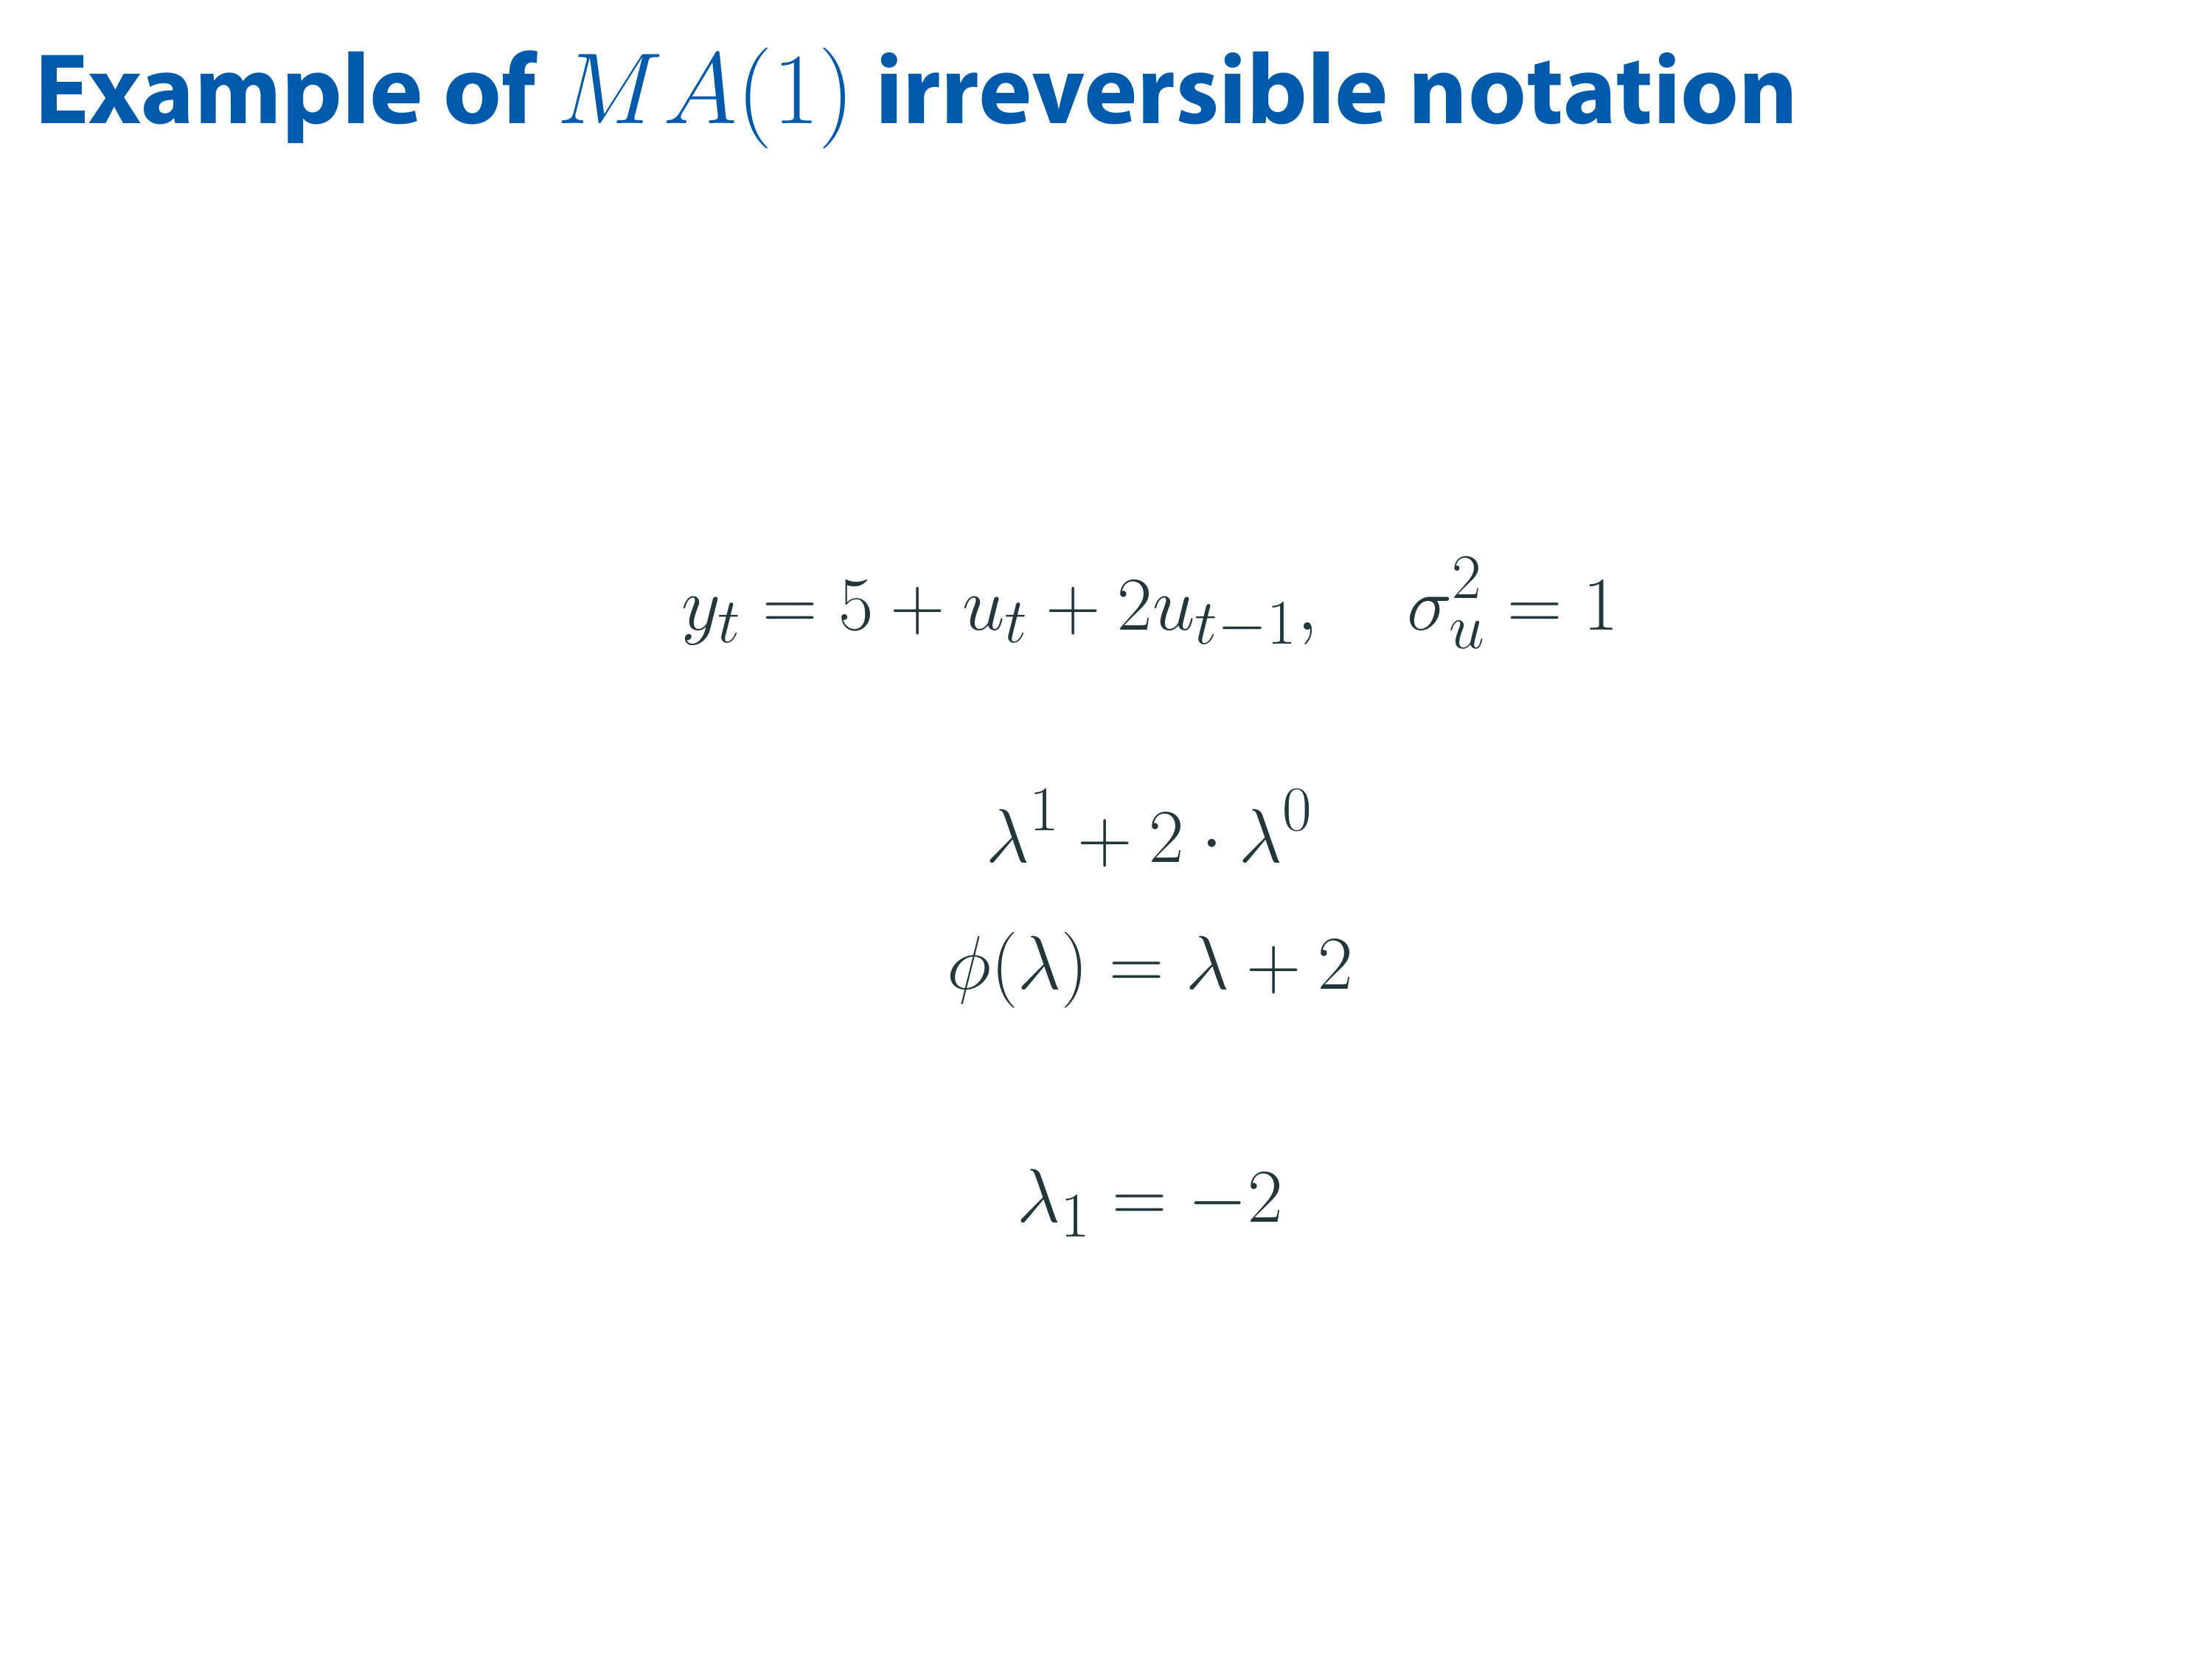 Example of MA(1) irreversible notation
y_t = 5 + u_t + 2u_{t−1}, σ_u^2 = 1
λ^1 + 2 · λ^0
ϕ(λ) = λ + 2
λ_1 = −2